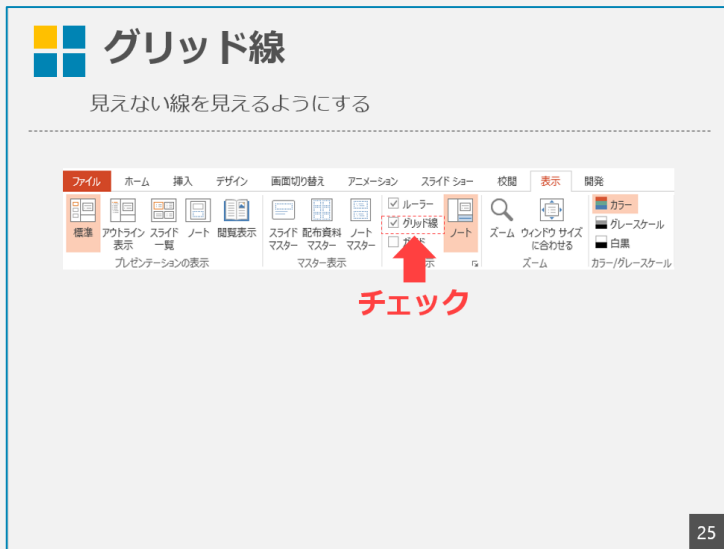 グリッド線
見えない線を見えるようにする
ファイル ホーム 挿入 デザイン 画面切り替え アニメーション スライド ショー 校閲 表示 開発
標準
アウトライン
表示
スライド
一覧
ノート
閲覧表示
プレゼンテーションの表示
スライド
マスター
配布資料
マスター
ノート
マスター
マスター表示
ルーラー
グリッド線
ノート
ズーム
ウィンドウ サイズ
に合わせる
ズーム
カラー
グレースケール
白黒
カラー/グレースケール
チェック
25